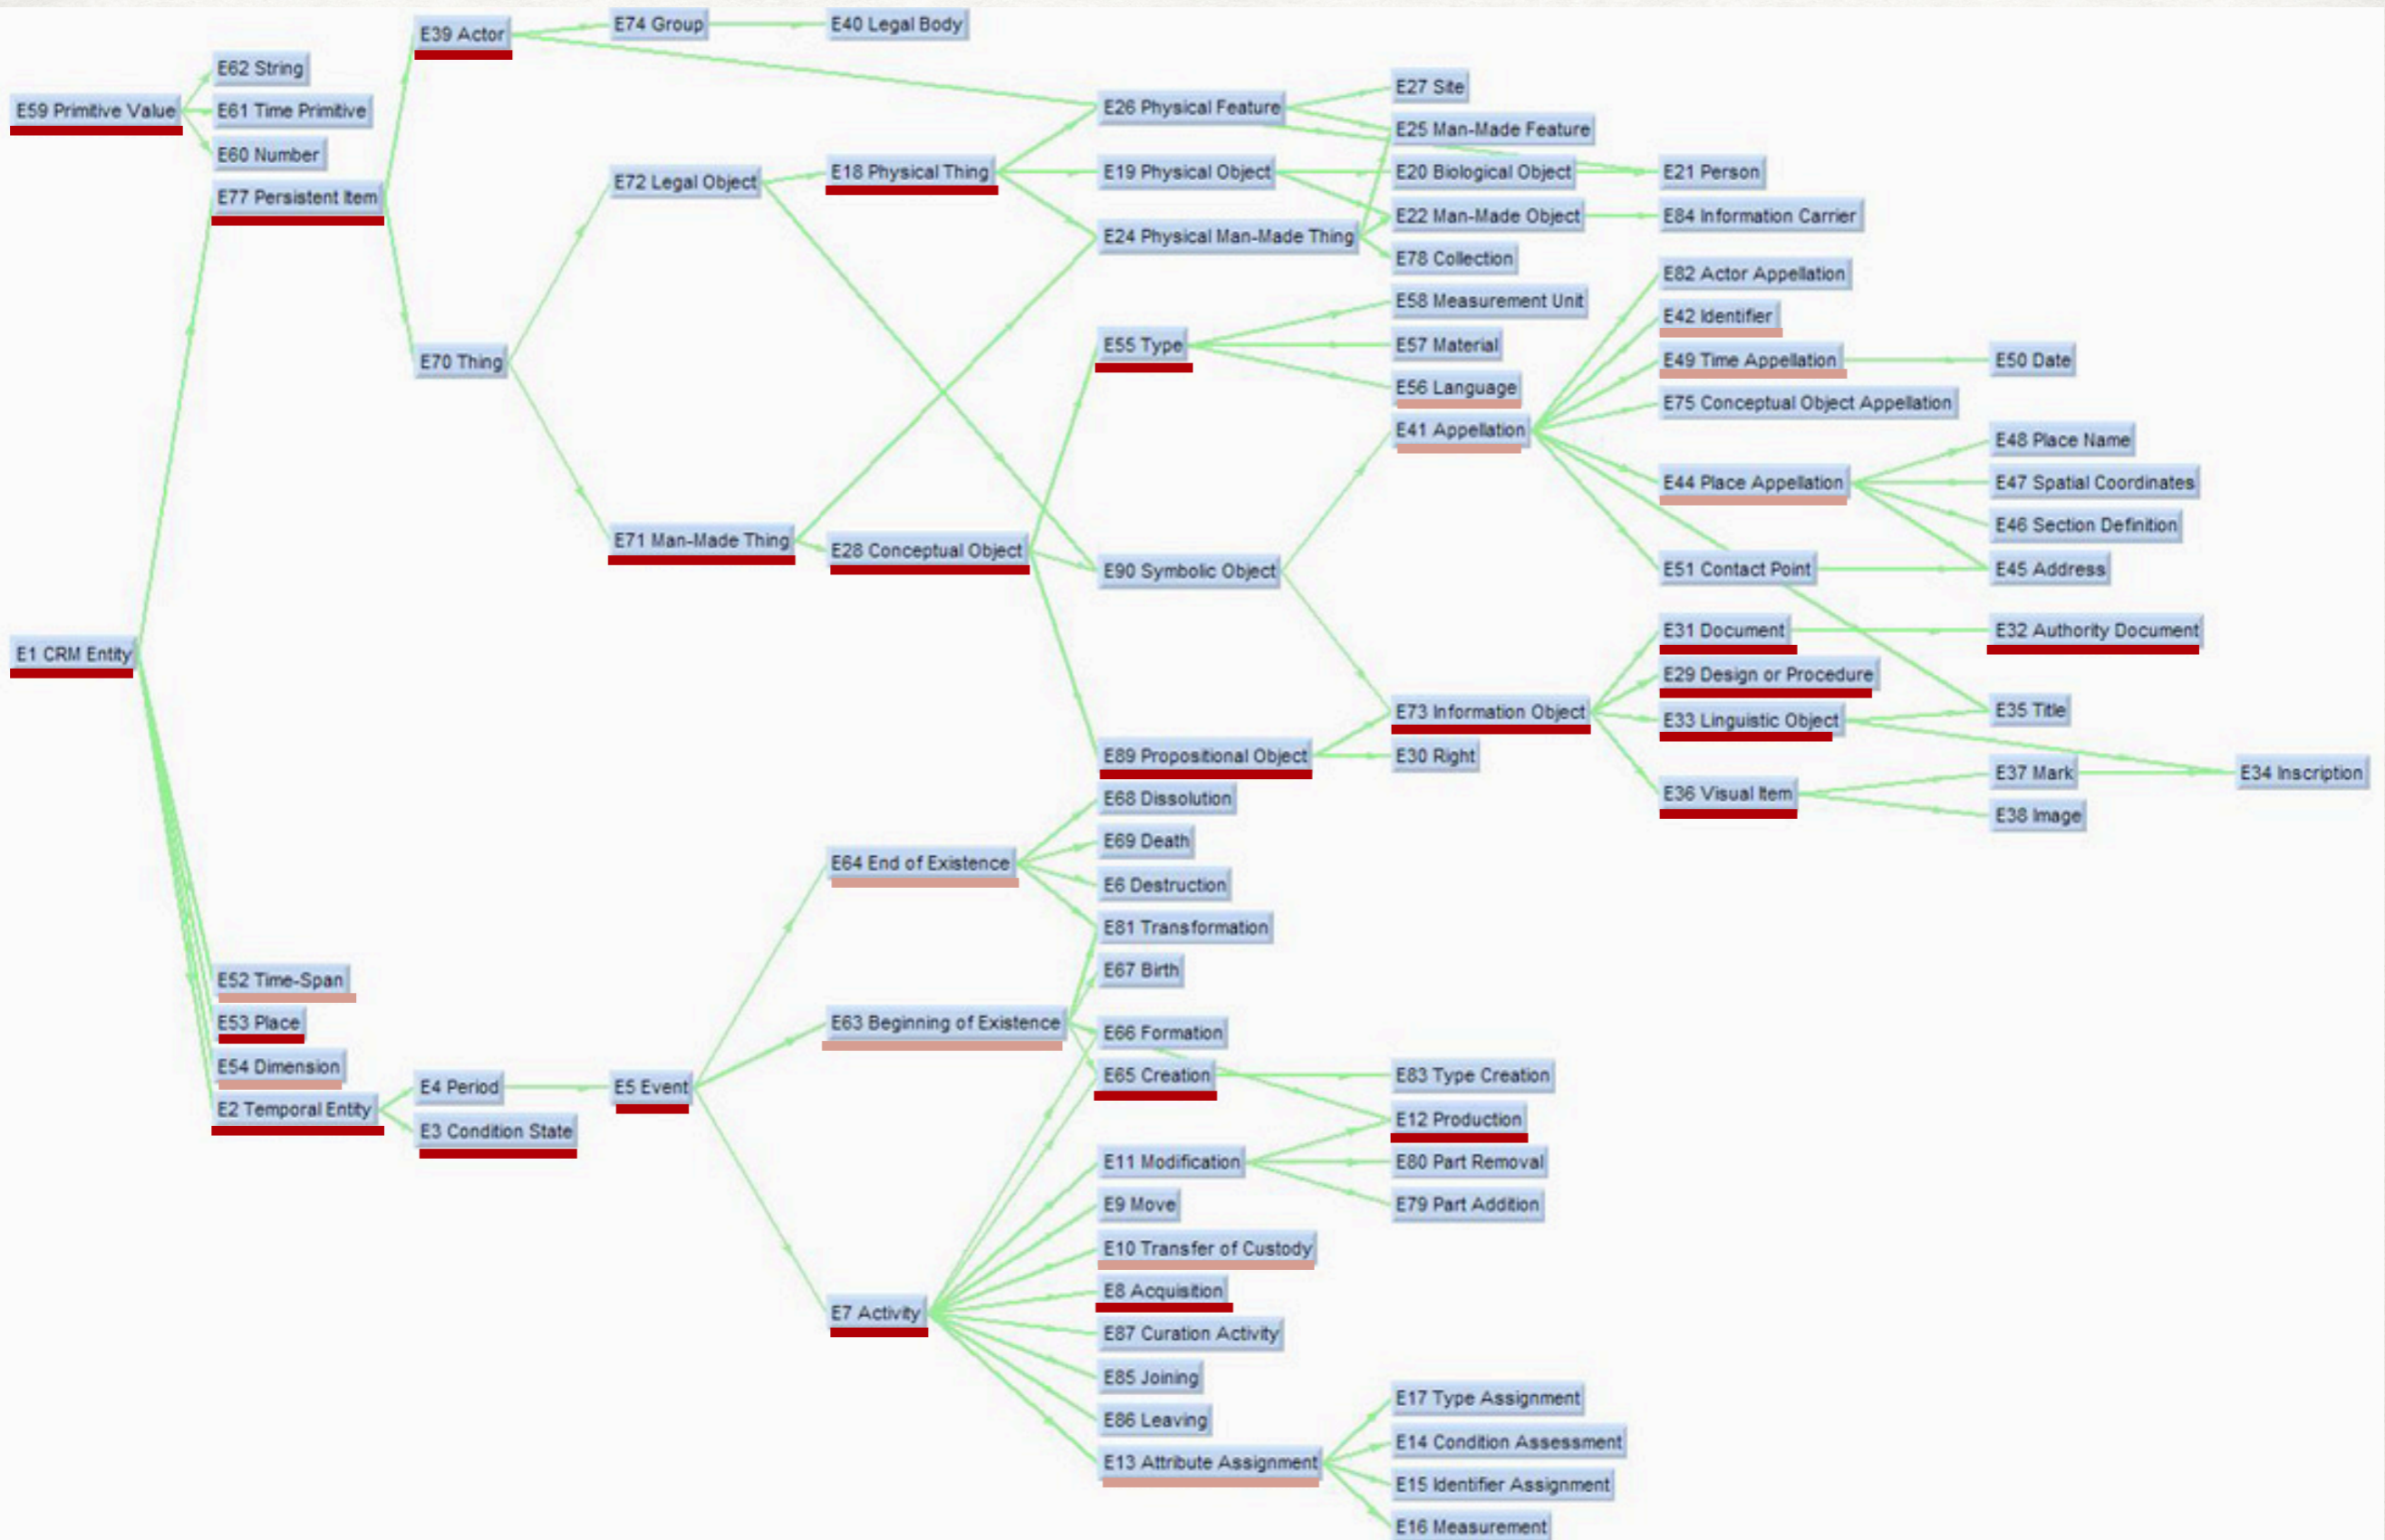 E39 Actor
E74 Group
E40 Legal Body
E62 String
E59 Primitive Value
E61 Time Primitive
E60 Number
E77 Persistent Item
E72 Legal Object
E18 Physical Thing
E26 Physical Feature
E19 Physical Object
E24 Physical Man-Made Thing
E27 Site
E25 Man-Made Feature
E20 Biological Object
E21 Person
E22 Man-Made Object
E84 Information Carrier
E78 Collection
E58 Measurement Unit
E55 Type
E57 Material
E56 Language
E41 Appellation
E82 Actor Appellation
E42 Identifier
E49 Time Appellation
E50 Date
E75 Conceptual Object Appellation
E44 Place Appellation
E48 Place Name
E47 Spatial Coordinates
E46 Section Definition
E51 Contact Point
E45 Address
E70 Thing
E71 Man-Made Thing
E28 Conceptual Object
E90 Symbolic Object
E1 CRM Entity
E31 Document
E32 Authority Document
E29 Design or Procedure
E73 Information Object
E33 Linguistic Object
E35 Title
E89 Propositional Object
E30 Right
E36 Visual Item
E37 Mark
E34 Inscription
E38 Image
E68 Dissolution
E69 Death
E64 End of Existence
E6 Destruction
E81 Transformation
E67 Birth
E52 Time-Span
E53 Place
E54 Dimension
E2 Temporal Entity
E4 Period
E3 Condition State
E5 Event
E63 Beginning of Existence
E66 Formation
E65 Creation
E83 Type Creation
E12 Production
E11 Modification
E80 Part Removal
E79 Part Addition
E9 Move
E10 Transfer of Custody
E8 Acquisition
E7 Activity
E87 Curation Activity
E85 Joining
E86 Leaving
E13 Attribute Assignment
E17 Type Assignment
E14 Condition Assessment
E15 Identifier Assignment
E16 Measurement